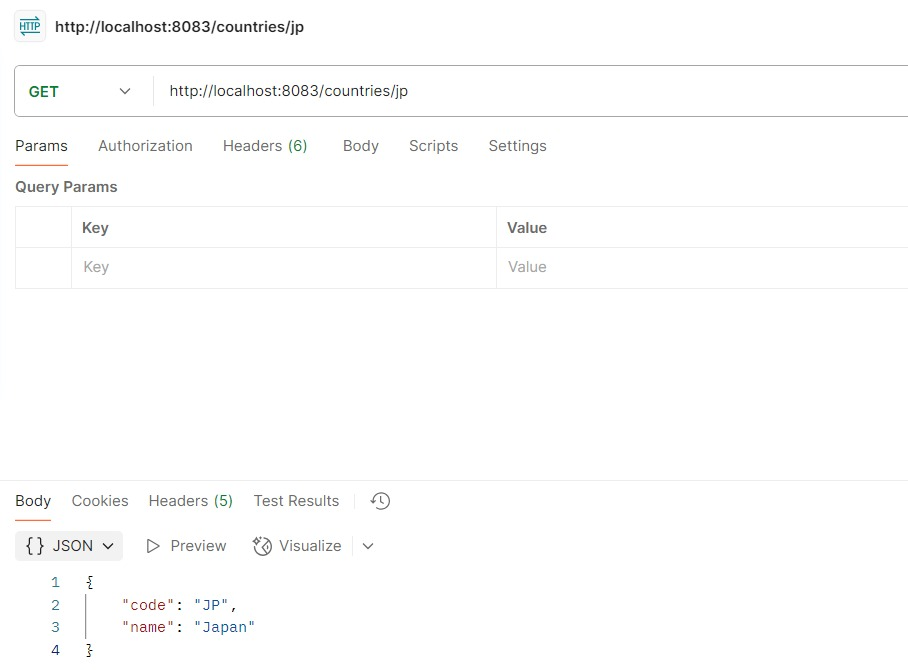 HTTP http://localhost:8083/countries/jp
GET http://localhost:8083/countries/jp
Params Authorization Headers (6) Body Scripts Settings
Query Params
Key Value
Key Value
Body Cookies Headers (5) Test Results
{} JSON Preview Visualize
1 {
2 "code": "JP",
3 "name": "Japan"
4 }